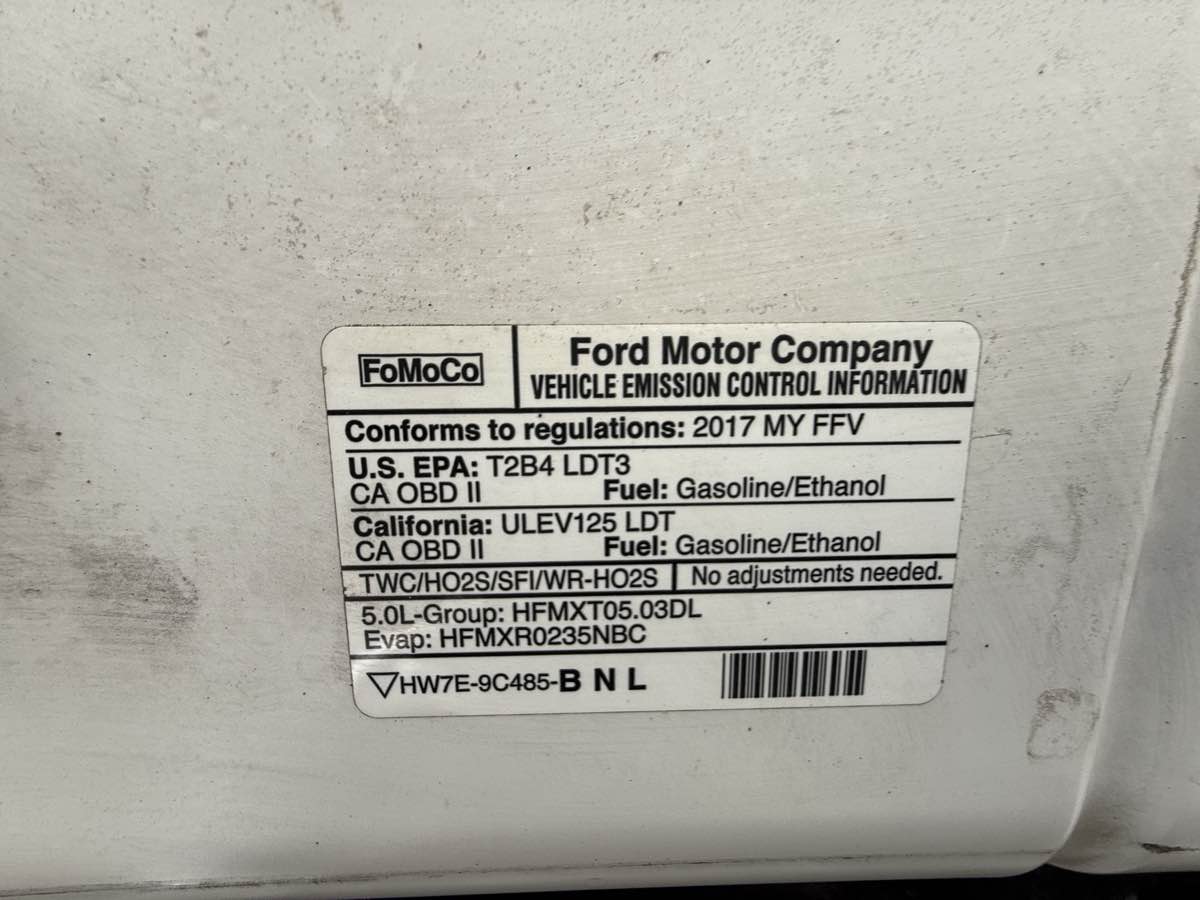 FoMoCo
Ford Motor Company
VEHICLE EMISSION CONTROL INFORMATION
Conforms to regulations: 2017 MY FFV
U.S. EPA: T2B4 LDT3
CA OBD II Fuel: Gasoline/Ethanol
California: ULEV125 LDT
CA OBD II Fuel: Gasoline/Ethanol
TWC/HO2S/SFI/WR-HO2S No adjustments needed.
5.0L-Group: HFMXT05.03DL
Evap: HFMXR0235NBC
HW7E-9C485-B N L